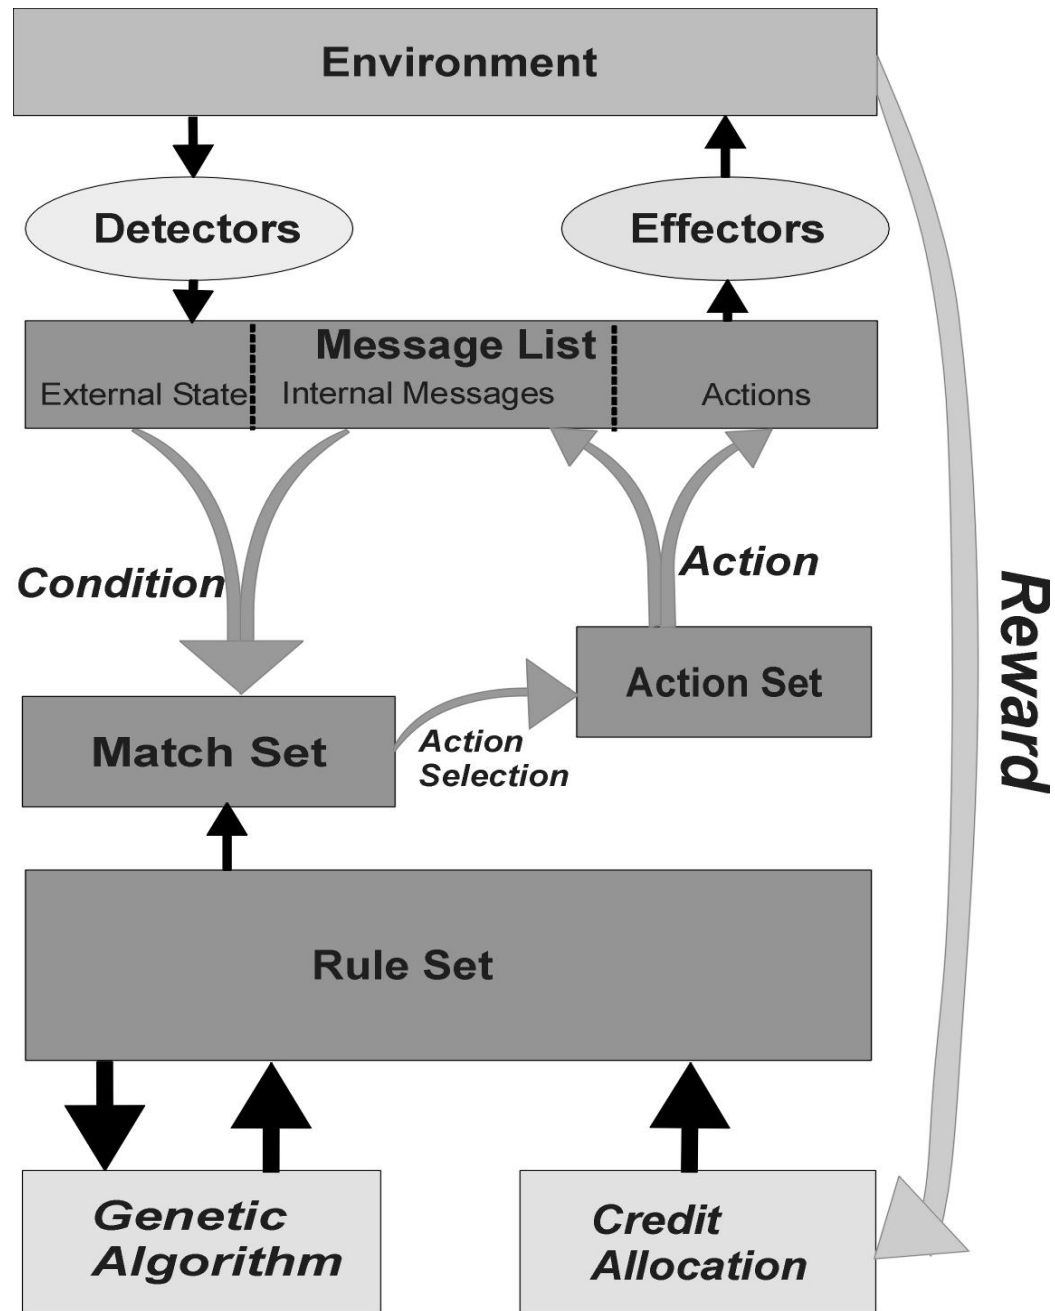 Environment
Detectors
Effectors
Message List
External State
Internal Messages
Actions
Condition
Action
Reward
Action Set
Match Set
Action
Selection
Rule Set
Genetic
Algorithm
Credit
Allocation